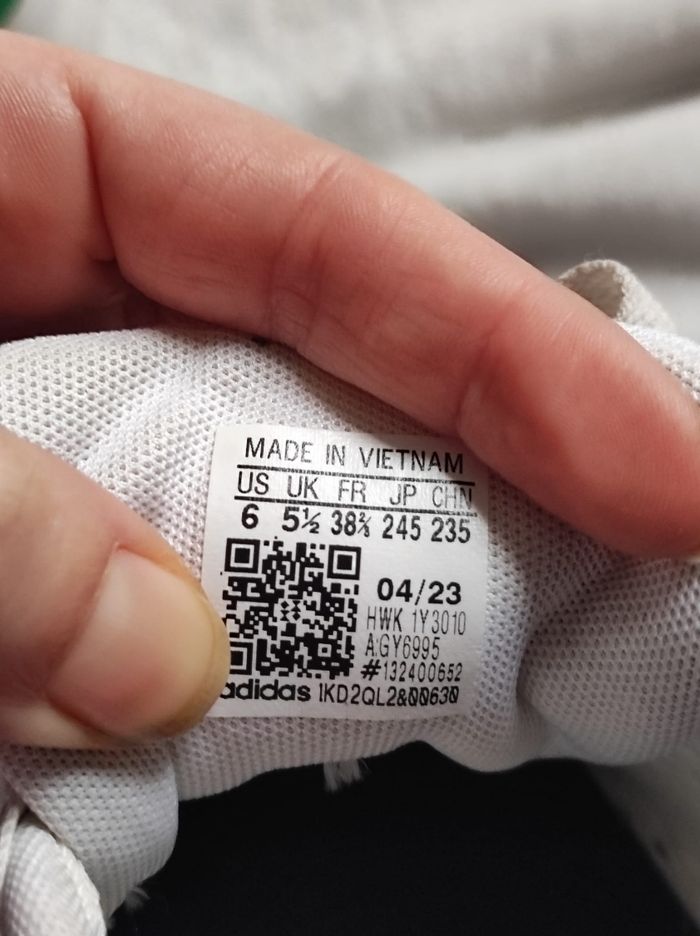 MADE IN VIETNAM
US UK FR JP CHN
6 5½ 38⅔ 245 235
04/23
HWK 1Y3010
A:GY6995
#132400652
adidas 1KD2QL2&00630